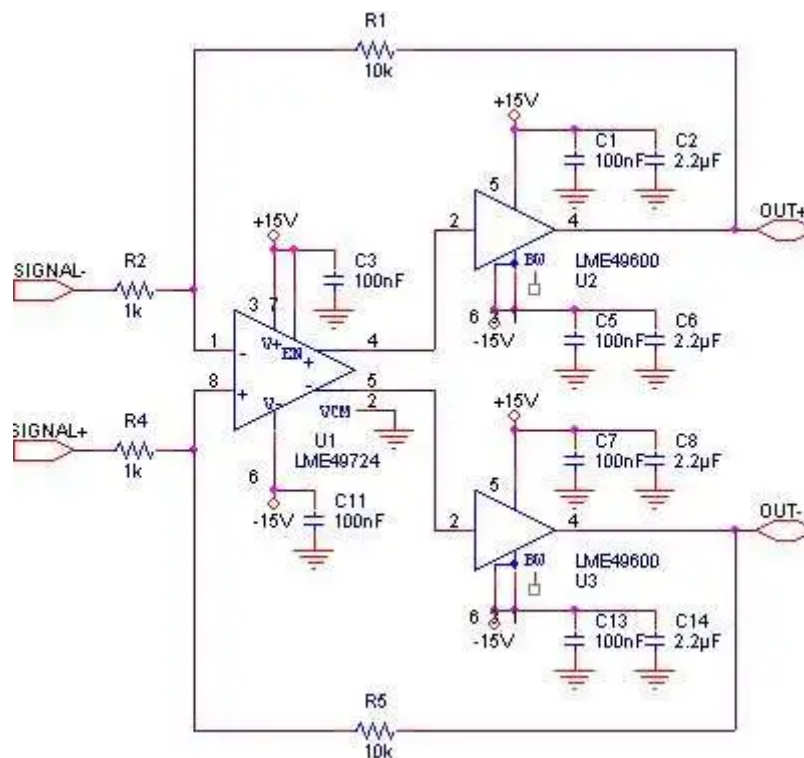 R1
10k
+15V
C1
100nF
C2
2.2µF
5
2
4
OUT+
+15V
C3
100nF
BW
LME49600
U2
SIGNAL-
R2
1k
3
7
6
-15V
C5
100nF
C6
2.2µF
1
-
V+
EN
+
4
8
+
V-
-
5
+15V
VCM
2
SIGNAL+
R4
1k
U1
LME49724
C7
100nF
C8
2.2µF
6
-15V
C11
100nF
5
2
4
OUT-
BW
LME49600
U3
6
-15V
C13
100nF
C14
2.2µF
R5
10k